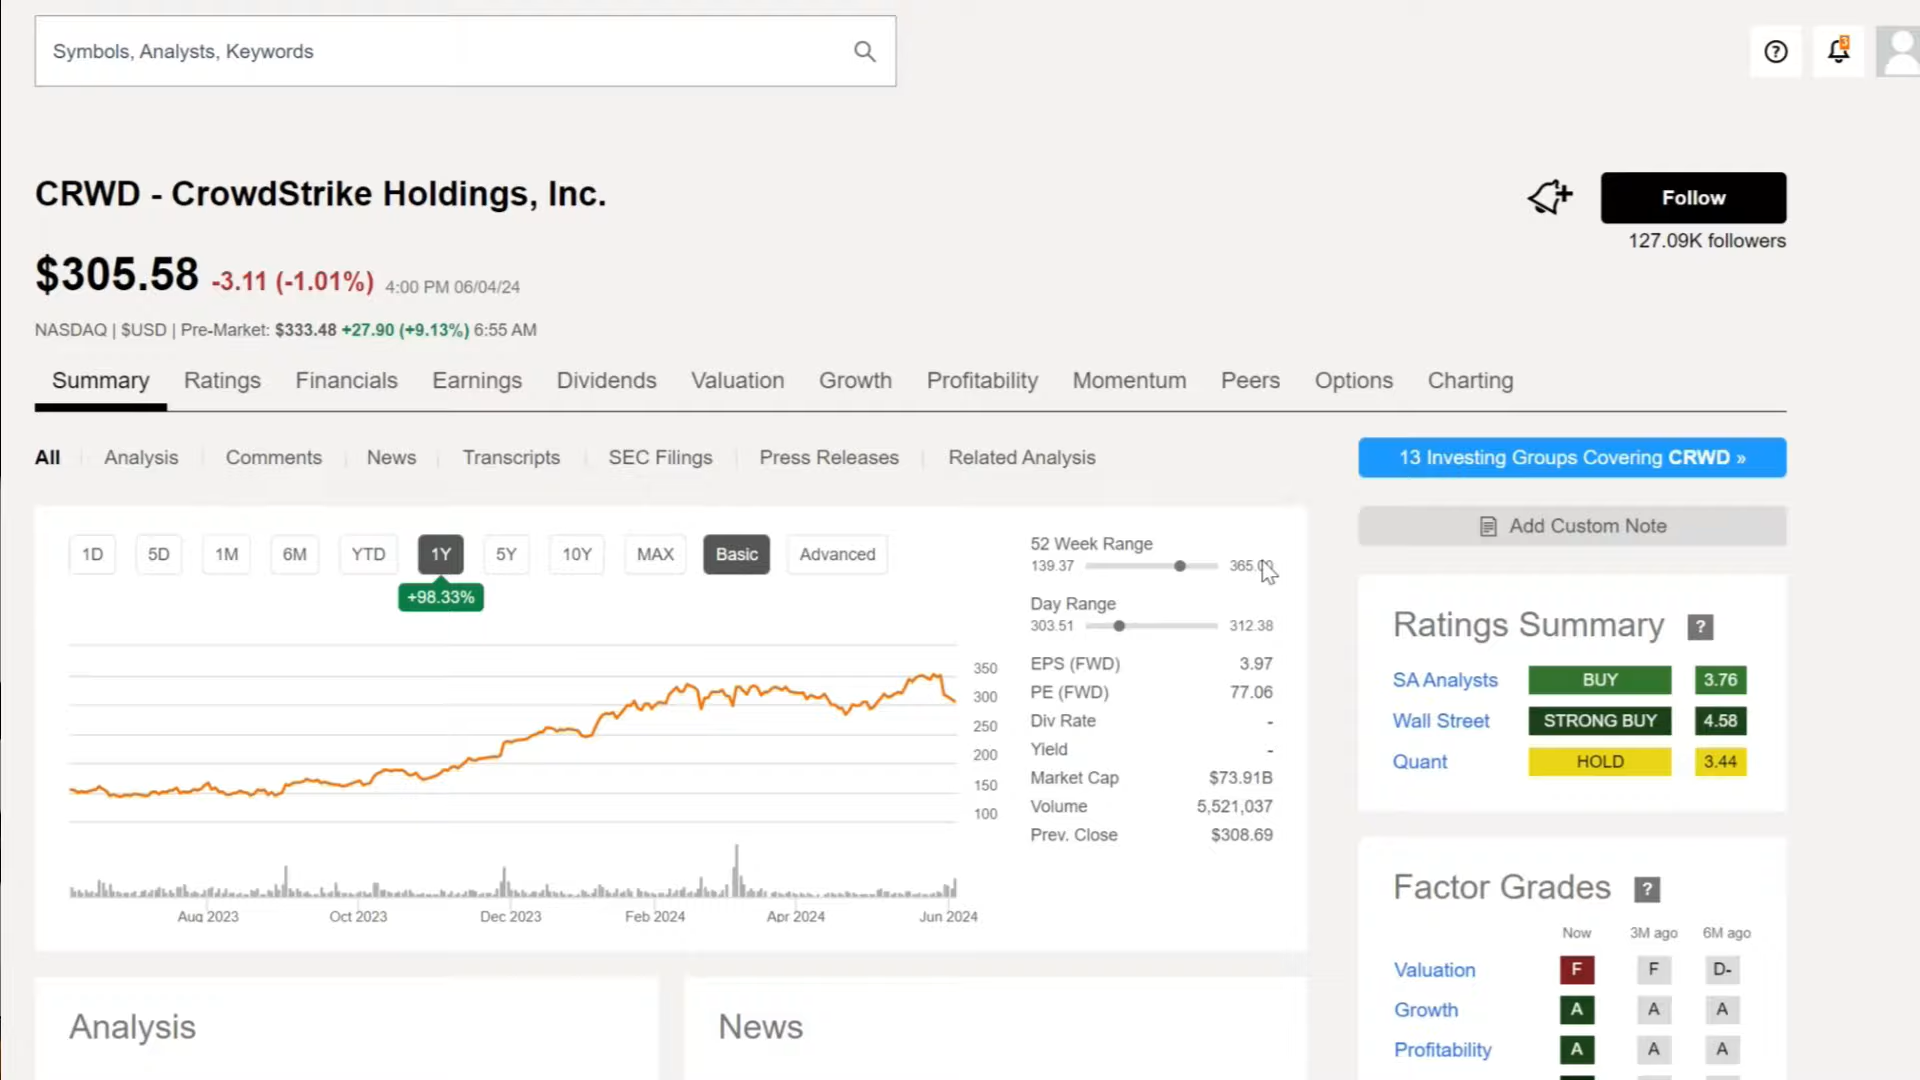 Symbols, Analysts, Keywords
3
CRWD - CrowdStrike Holdings, Inc.
Follow
127.09K followers
$305.58 -3.11 (-1.01%) 4:00 PM 06/04/24
NASDAQ | $USD | Pre-Market: $333.48 +27.90 (+9.13%) 6:55 AM
Summary Ratings Financials Earnings Dividends Valuation Growth Profitability Momentum Peers Options Charting
All Analysis Comments News Transcripts SEC Filings Press Releases Related Analysis
13 Investing Groups Covering CRWD »
Add Custom Note
1D 5D 1M 6M YTD 1Y 5Y 10Y MAX Basic Advanced
+98.33%
350
300
250
200
150
100
Aug 2023 Oct 2023 Dec 2023 Feb 2024 Apr 2024 Jun 2024
52 Week Range
139.37
Day Range
303.51 312.38
EPS (FWD) 3.97
PE (FWD) 77.06
Div Rate -
Yield -
Market Cap $73.91B
Volume 5,521,037
Prev. Close $308.69
Ratings Summary ?
SA Analysts BUY 3.76
Wall Street STRONG BUY 4.58
Quant HOLD 3.44
Factor Grades ?
Now 3M ago 6M ago
Valuation F F D-
Growth A A A
Profitability A A A
Analysis
News